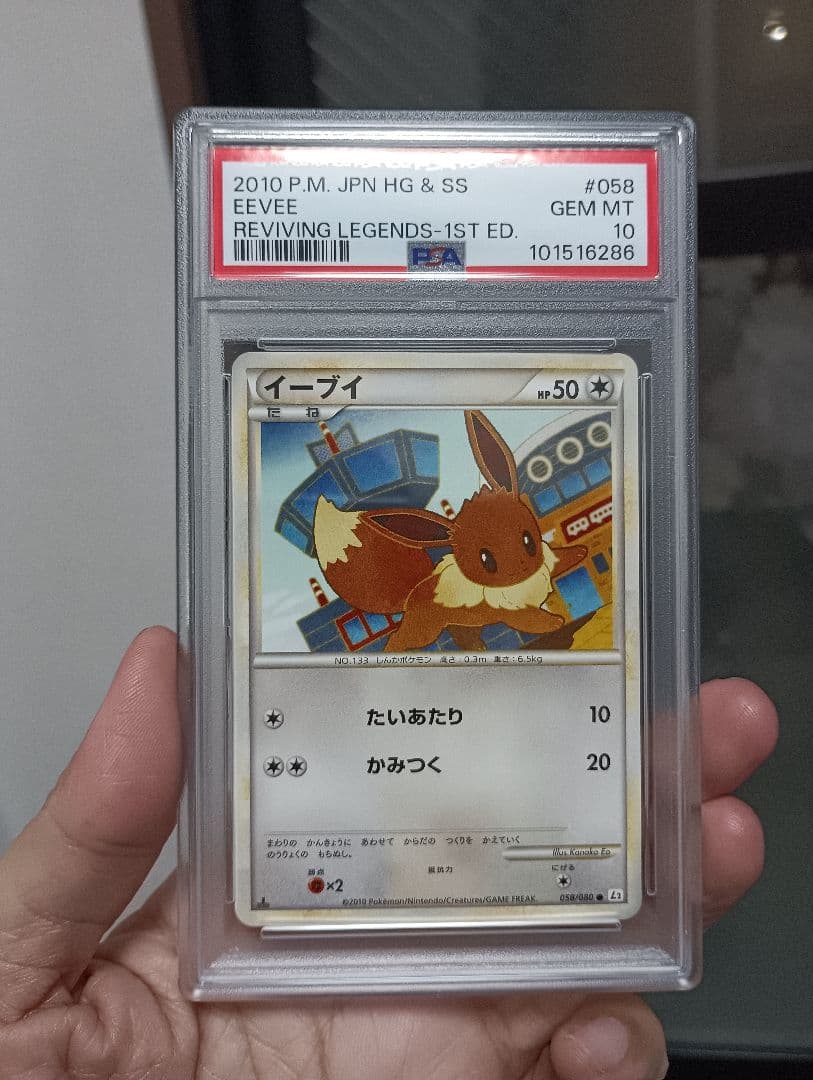 2010 P.M. JPN HG & SS #058
EEVEE GEM MT
REVIVING LEGENDS-1ST ED. 10
PSA 101516286
イーブイ HP50
たね
NO.133 しんかポケモン 高さ:0.3m 重さ:6.5kg
たいあたり 10
かみつく 20
まわりの かんきょうに あわせて からだの つくりを かえていく
のうりょくの もちぬし。
Illus. Kanako Eo
弱点 抵抗力 にげる
×2
©2010 Pokémon/Nintendo/Creatures/GAME FREAK. 058/080 L2